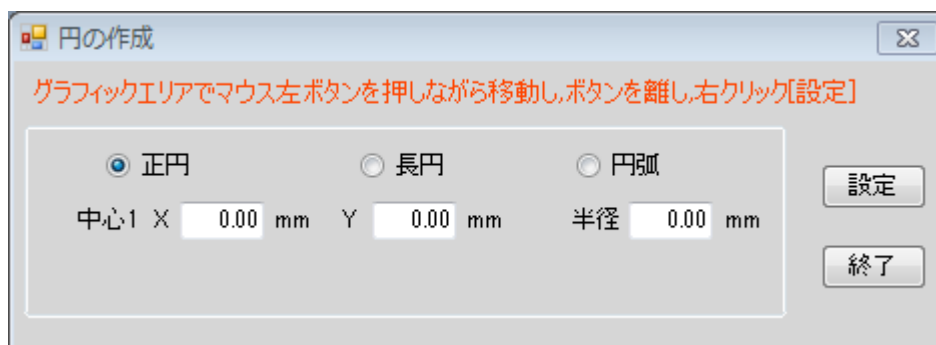 円の作成
グラフィックエリアでマウス左ボタンを押しながら移動し,ボタンを離し,右クリック[設定]
正円 長円 円弧
中心1 X 0.00 mm Y 0.00 mm 半径 0.00 mm
設定
終了